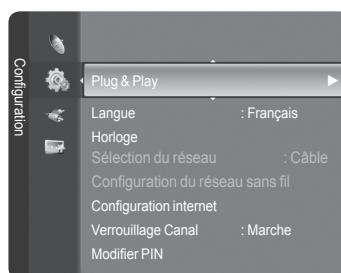 Configuration
Plug & Play
Langue : Français
Horloge
Sélection du réseau : Câble
Configuration du réseau sans fil
Configuration internet
Verrouillage Canal : Marche
Modifier PIN